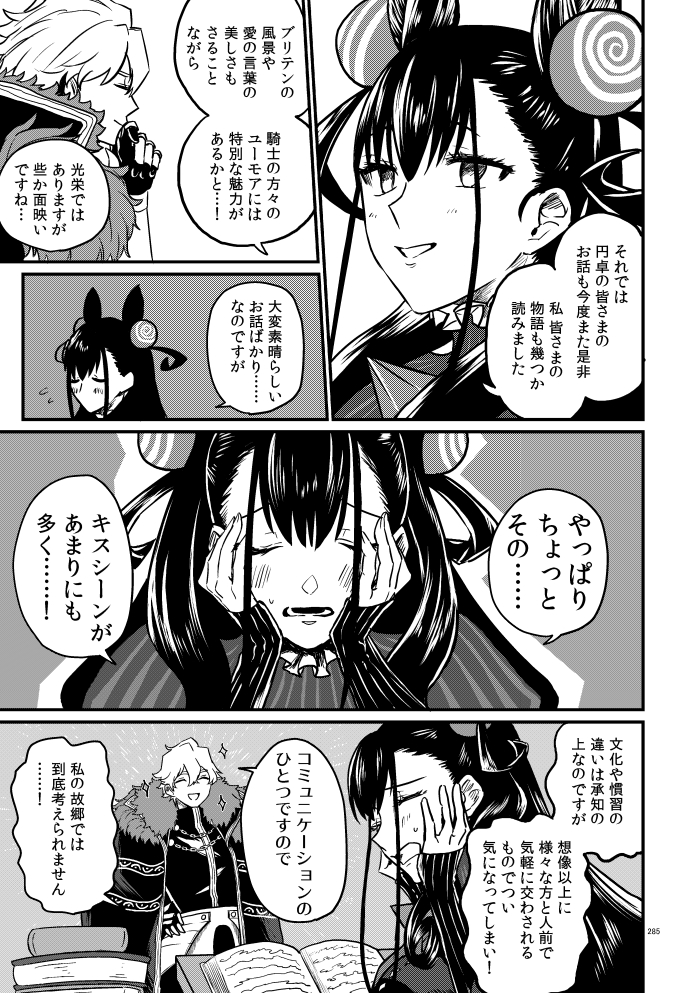 それでは
円卓の皆さまの
お話も今度また是非
私 皆さまの
物語も幾つか
読みました
ブリテンの
風景や
愛の言葉の
美しさも
さること
ながら
騎士の方々の
ユーモアには
特別な魅力が
あるかと…！
光栄では
ありますが
些か面映い
ですね…
大変素晴らしい
お話ばかり……
なのですが
やっぱり
ちょっと
その……
キスシーンが
あまりにも
多く……！
文化や慣習の
違いは承知の
上なのですが
想像以上に
様々な方と人前で
気軽に交わされる
ものでつい
気になってしまい！
コミュニケーションの
ひとつですので
私の故郷では
到底考えられません
……！
285